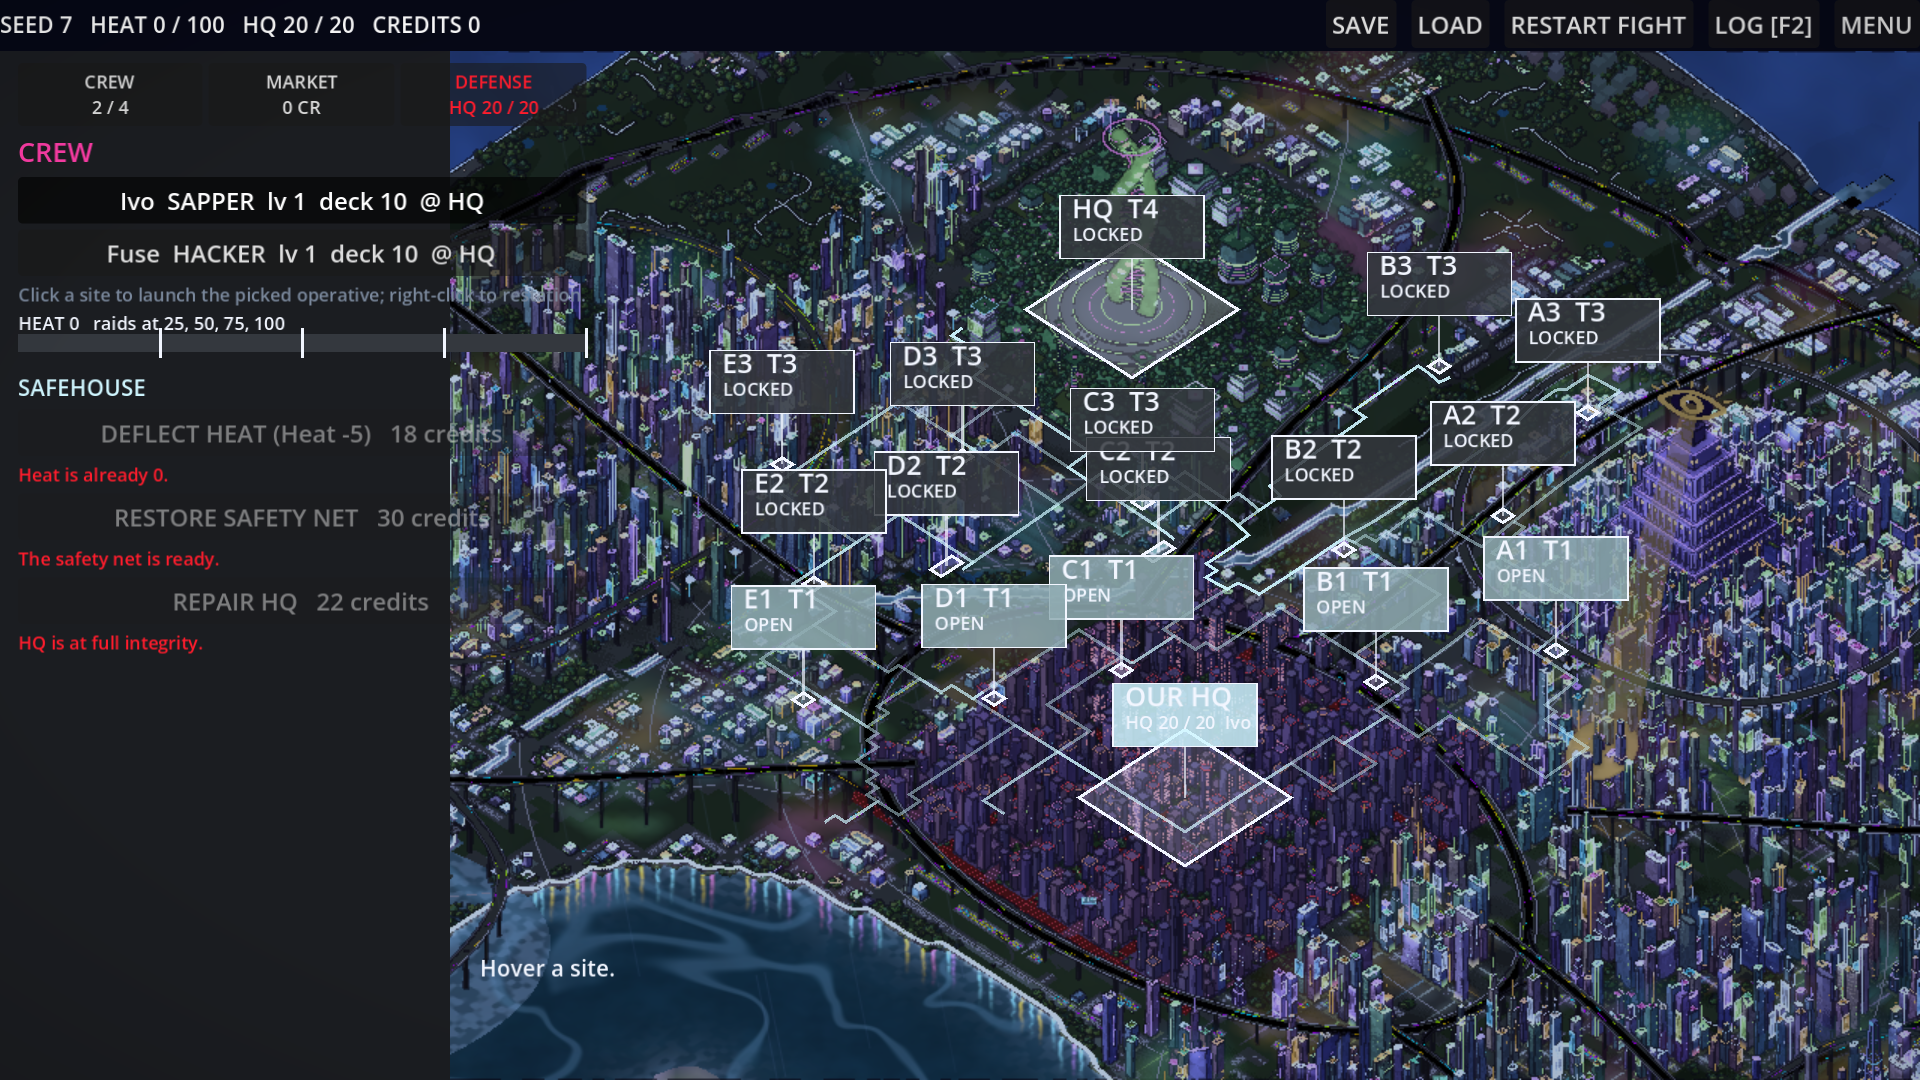 SEED 7 HEAT 0 / 100 HQ 20 / 20 CREDITS 0
SAVE LOAD RESTART FIGHT LOG [F2] MENU
CREW
2 / 4
MARKET
0 CR
DEFENSE
HQ 20 / 20
CREW
Ivo SAPPER lv 1 deck 10 @ HQ
Fuse HACKER lv 1 deck 10 @ HQ
Click a site to launch the picked operative; right-click to
HEAT 0 raids at 25, 50, 75, 100
SAFEHOUSE
DEFLECT HEAT (Heat -5) 18 credits
Heat is already 0.
RESTORE SAFETY NET 30 credits
The safety net is ready.
REPAIR HQ 22 credits
HQ is at full integrity.
HQ T4
LOCKED
B3 T3
LOCKED
A3 T3
LOCKED
E3 T3
LOCKED
D3 T3
LOCKED
C3 T3
LOCKED
A2 T2
LOCKED
B2 T2
LOCKED
C2 T2
LOCKED
D2 T2
LOCKED
E2 T2
LOCKED
A1 T1
OPEN
B1 T1
OPEN
C1 T1
OPEN
D1 T1
OPEN
E1 T1
OPEN
OUR HQ
HQ 20 / 20 Ivo
Hover a site.